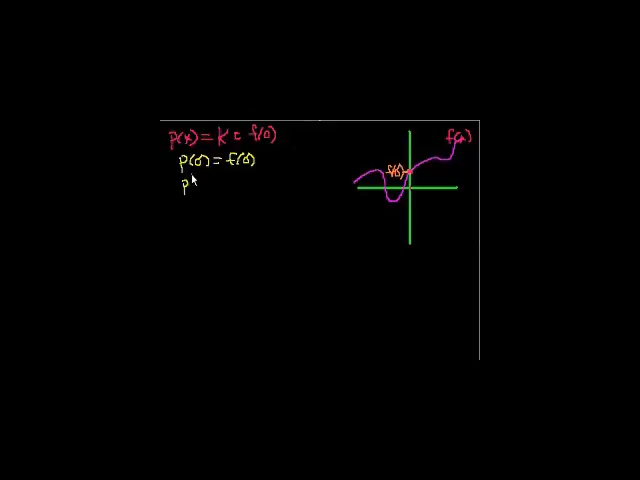 p(x) = K = f(0)
f(x)
p(0) = f(0)
f(0)
p